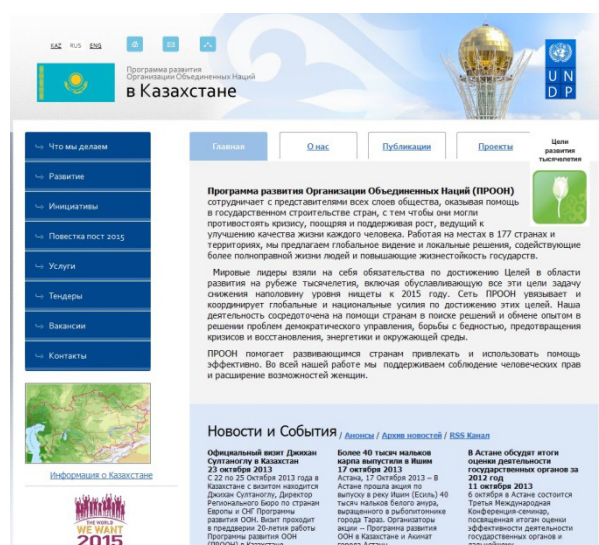 KAZ RUS ENG
Программа развития
Организации Объединенных Наций
в Казахстане
U N
D P
Что мы делаем
Развитие
Инициативы
Повестка пост 2015
Услуги
Тендеры
Вакансии
Контакты
Информация о Казахстане
THE WORLD
WE WANT
2015
Главная
О нас
Публикации
Проекты
Цели
развития
тысячелетия
Программа развития Организации Объединенных Наций (ПРООН)
сотрудничает с представителями всех слоев общества, оказывая помощь
в государственном строительстве стран, с тем чтобы они могли
противостоять кризису, поощряя и поддерживая рост, ведущий к
улучшению качества жизни каждого человека. Работая на местах в 177 странах и
территориях, мы предлагаем глобальное видение и локальные решения, содействующие
более полноправной жизни людей и повышающие жизнестойкость государств.
Мировые лидеры взяли на себя обязательства по достижению Целей в области
развития на рубеже тысячелетия, включая обуславливающую все эти цели задачу
снижения наполовину уровня нищеты к 2015 году. Сеть ПРООН увязывает и
координирует глобальные и национальные усилия по достижению этих целей. Наша
деятельность сосредоточена на помощи странам в поиске решений и обмене опытом в
решении проблем демократического управления, борьбы с бедностью, предотвращения
кризисов и восстановления, энергетики и окружающей среды.
ПРООН помогает развивающимся странам привлекать и использовать помощь
эффективно. Во всей нашей работе мы поддерживаем соблюдение человеческих прав
и расширение возможностей женщин.
Новости и События / Анонсы / Архив новостей / RSS Канал
Официальный визит Джихан
Султаноглу в Казахстан
23 октября 2013
С 22 по 25 Октября 2013 года в
Казахстане с визитом находится
Джихан Султаноглу, Директор
Регионального Бюро по странам
Европы и СНГ Программы
развития ООН. Визит проходит
в преддверии 20-летия работы
Программы развития ООН
(ПРООН) в Казахстане
Более 40 тысяч мальков
карпа выпустили в Ишим
17 октября 2013
Астана, 17 Октября 2013 – В
Астане прошла акция по
выпуску в реку Ишим (Есиль) 40
тысяч мальков белого амура,
выращенного в рыбопитомнике
города Тараз. Организаторы
акции – Программа развития
ООН в Казахстане и Акимат
города Астаны
В Астане обсудят итоги
оценки деятельности
государственных органов за
2012 год
11 октября 2013
6 октября в Астане состоится
Третья Международная
Конференция-семинар,
посвященная итогам оценки
эффективности деятельности
государственных органов и